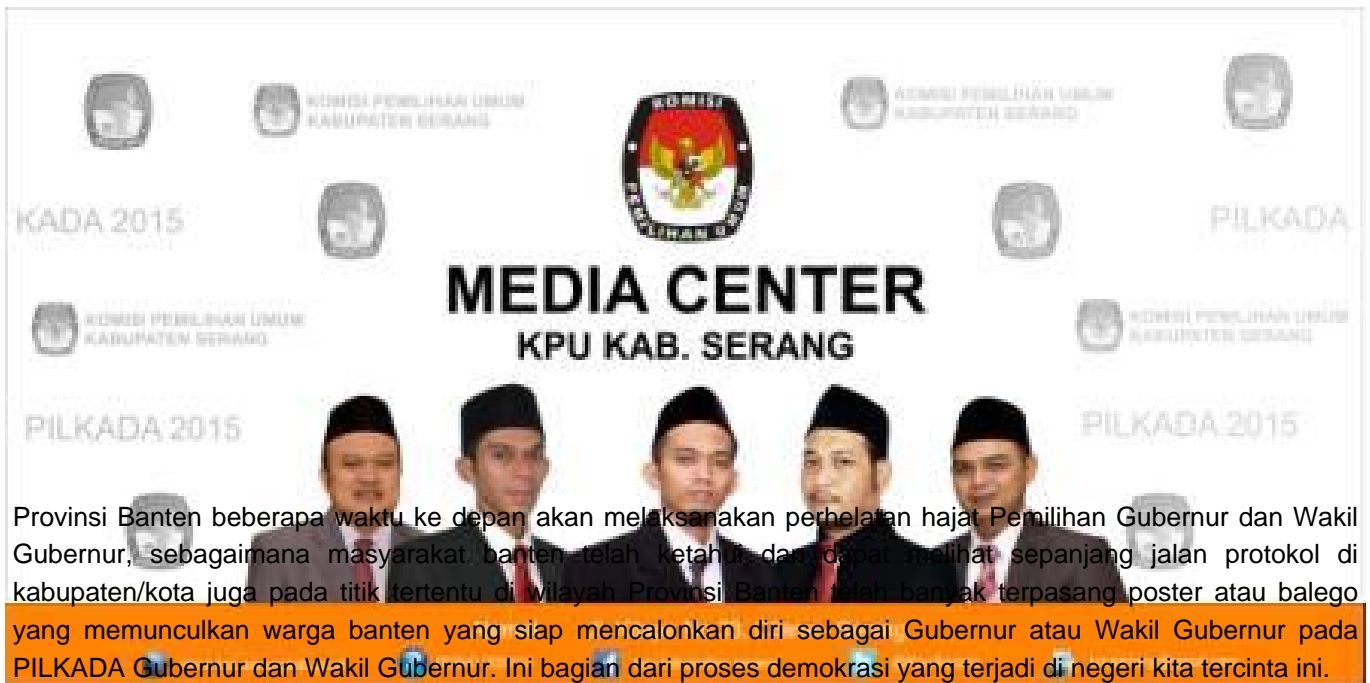 KOMISI PEMILIHAN UMUM
KABUPATEN SERANG
KOMISI PEMILIHAN UMUM
KABUPATEN SERANG
KOMISI
PEMILIHAN UMUM
KADA 2015
PILKADA
MEDIA CENTER
KPU KAB. SERANG
KOMISI PEMILIHAN UMUM
KABUPATEN SERANG
KOMISI PEMILIHAN UMUM
KABUPATEN SERANG
PILKADA 2015
PILKADA 2015
Provinsi Banten beberapa waktu ke depan akan melaksanakan perhelatan hajat Pemilihan Gubernur dan Wakil
Gubernur, sebagaimana masyarakat banten telah ketahui dan dapat melihat sepanjang jalan protokol di
kabupaten/kota juga pada titik tertentu di wilayah Provinsi Banten telah banyak terpasang poster atau balego
yang memunculkan warga banten yang siap mencalonkan diri sebagai Gubernur atau Wakil Gubernur pada
PILKADA Gubernur dan Wakil Gubernur. Ini bagian dari proses demokrasi yang terjadi di negeri kita tercinta ini.